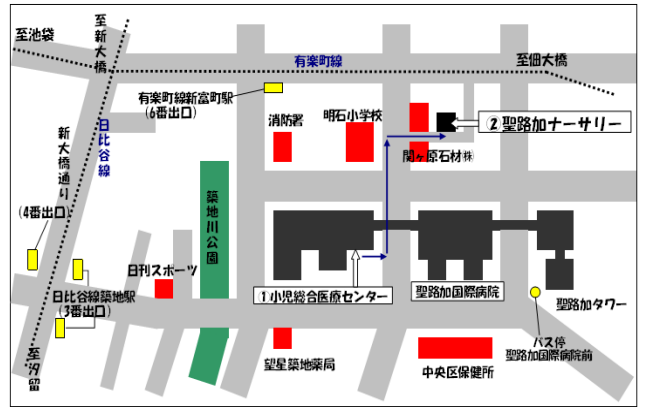 至新大橋
至池袋
有楽町線
至佃大橋
有楽町線新富町駅
(6番出口)
日比谷線
新大橋通り
(4番出口)
消防署
明石小学校
②聖路加ナーサリー
関ヶ原石材㈱
築地川公園
日刊スポーツ
①小児総合医療センター
聖路加国際病院
聖路加タワー
日比谷線築地駅
(3番出口)
至汐留
望星築地薬局
中央区保健所
バス停
聖路加国際病院前